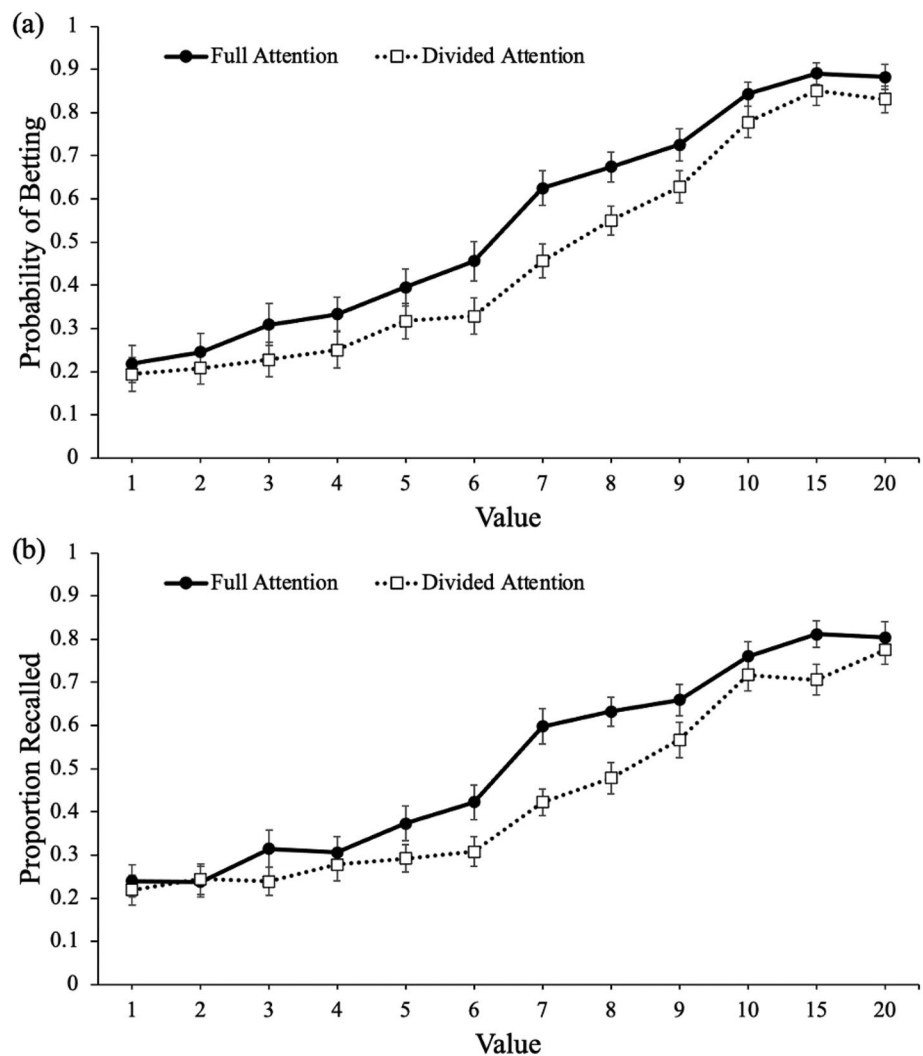 (a)
Full Attention Divided Attention
Probability of Betting
1
0.9
0.8
0.7
0.6
0.5
0.4
0.3
0.2
0.1
0
1 2 3 4 5 6 7 8 9 10 15 20
Value
(b)
Full Attention Divided Attention
Proportion Recalled
1
0.9
0.8
0.7
0.6
0.5
0.4
0.3
0.2
0.1
0
1 2 3 4 5 6 7 8 9 10 15 20
Value